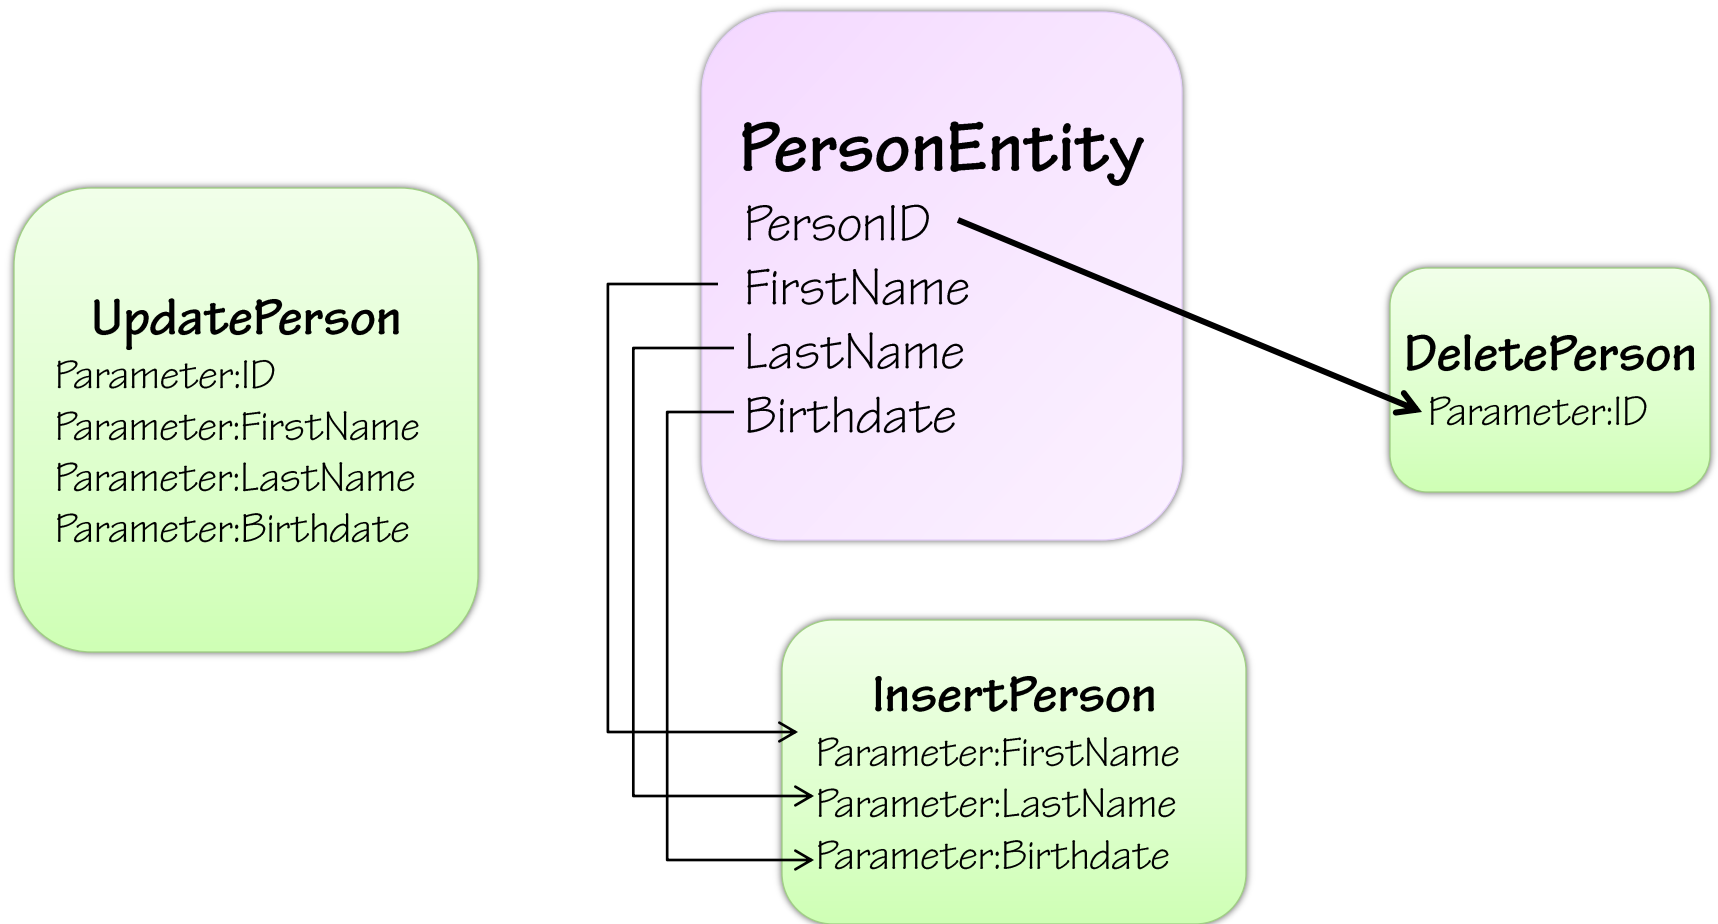 PersonEntity
PersonID
FirstName
LastName
Birthdate
UpdatePerson
Parameter:ID
Parameter:FirstName
Parameter:LastName
Parameter:Birthdate
DeletePerson
Parameter:ID
InsertPerson
Parameter:FirstName
Parameter:LastName
Parameter:Birthdate